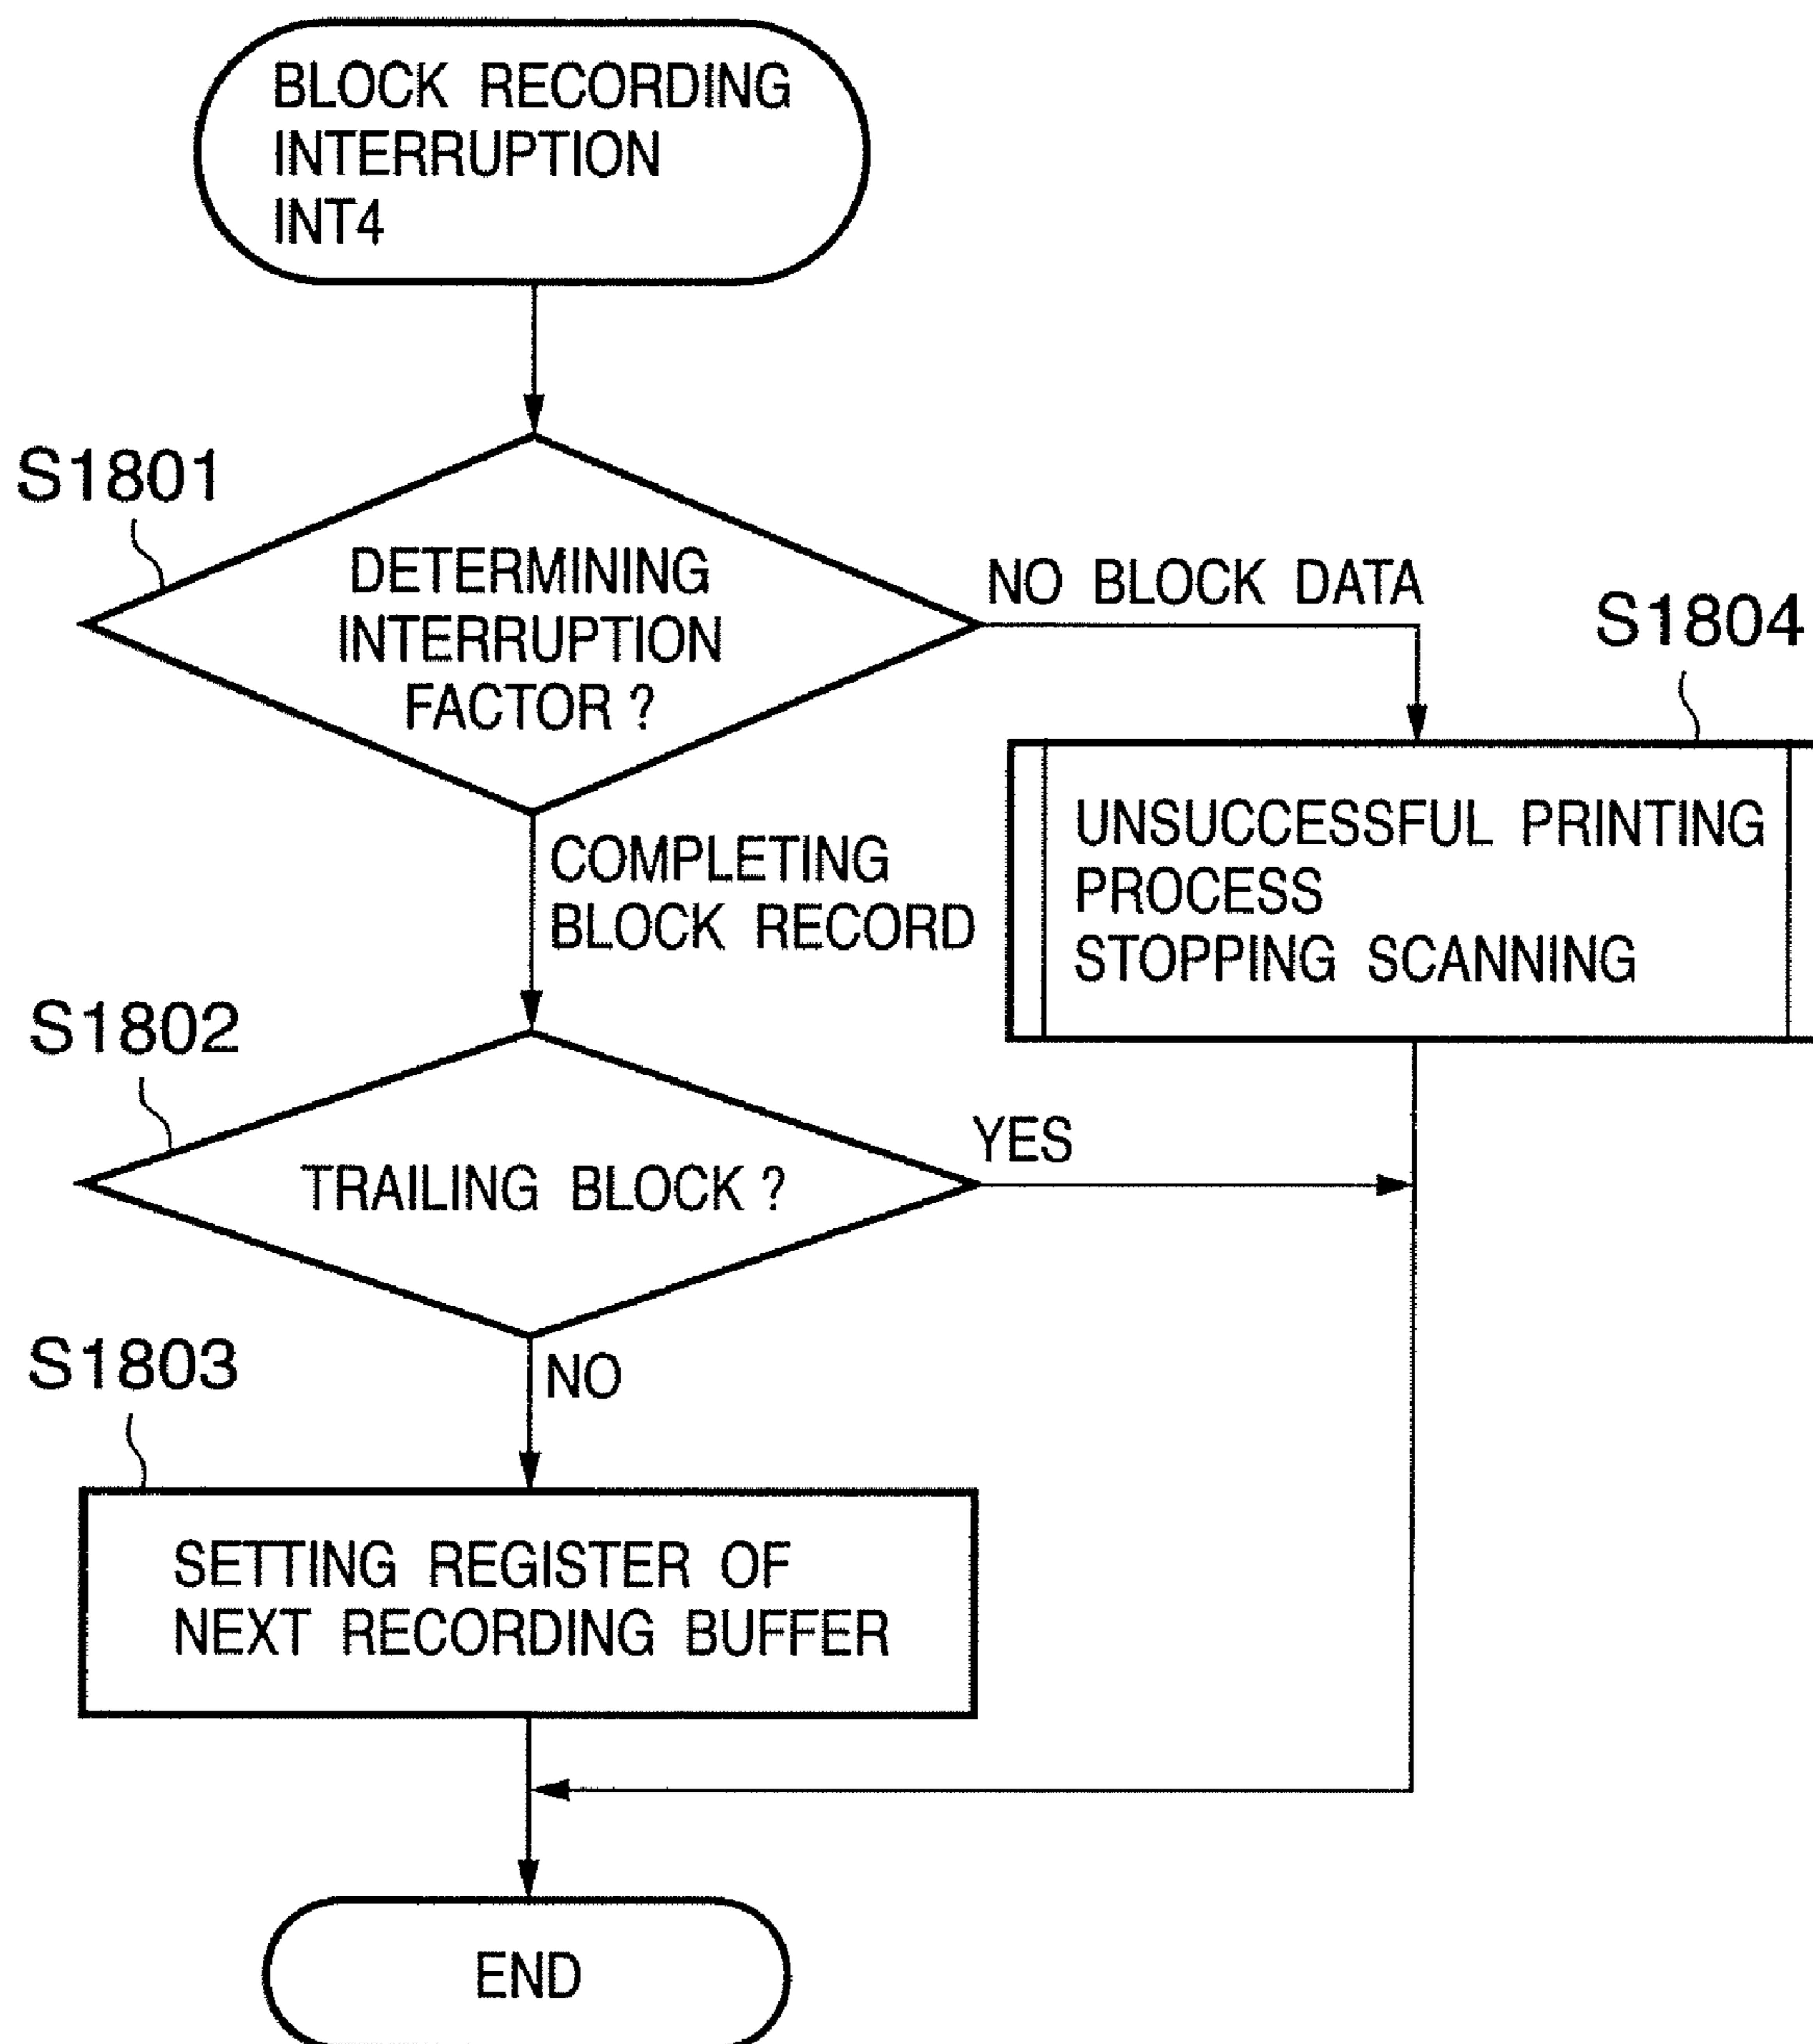 BLOCK RECORDING
INTERRUPTION
INT4
S1801
DETERMINING
INTERRUPTION
FACTOR ?
NO BLOCK DATA
S1804
UNSUCCESSFUL PRINTING
PROCESS
STOPPING SCANNING
COMPLETING
BLOCK RECORD
S1802
TRAILING BLOCK ?
YES
NO
S1803
SETTING REGISTER OF
NEXT RECORDING BUFFER
END